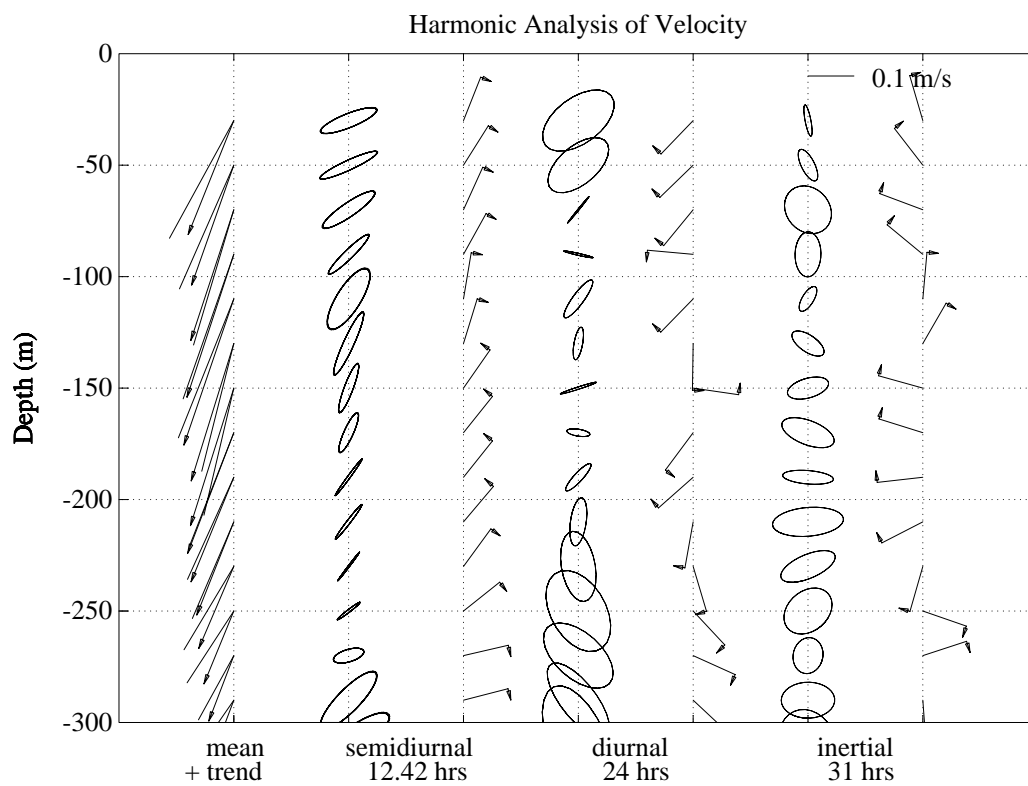 Harmonic Analysis of Velocity
0
0.1 m/s
-50
-100
-150
-200
-250
-300
Depth (m)
mean semidiurnal diurnal inertial
+ trend 12.42 hrs 24 hrs 31 hrs